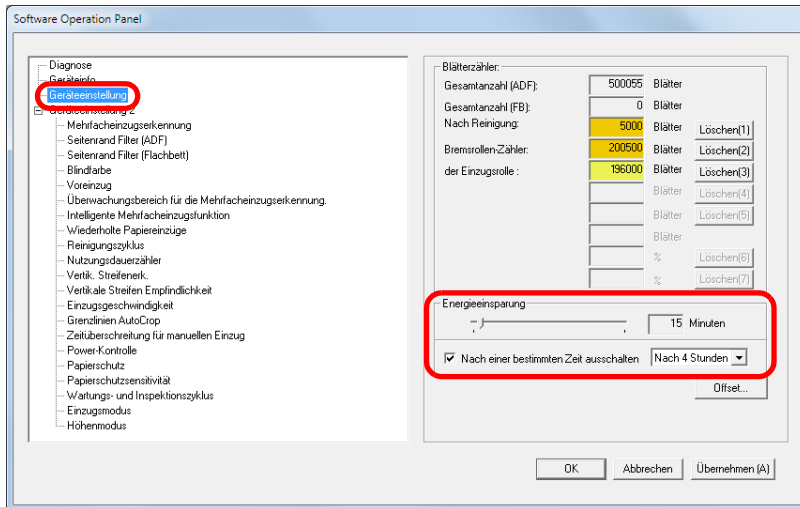 Software Operation Panel
Diagnose
Geräteinfo
Geräteeinstellung
Geräteeinstellung 2
Mehrfacheinzugserkennung
Seitenrand Filter (ADF)
Seitenrand Filter (Flachbett)
Blindfarbe
Voreinzug
Überwachungsbereich für die Mehrfacheinzugserkennung.
Intelligente Mehrfacheinzugsfunktion
Wiederholte Papiereinzüge
Reinigungszyklus
Nutzungsdauerzähler
Vertik. Streifenerk.
Vertikale Streifen Empfindlichkeit
Einzugsgeschwindigkeit
Grenzlinien AutoCrop
Zeitüberschreitung für manuellen Einzug
Power-Kontrolle
Papierschutz
Papierschutzsensitivität
Wartungs- und Inspektionszyklus
Einzugsmodus
Höhenmodus
Blätterzähler:
Gesamtanzahl (ADF): 500055 Blätter
Gesamtanzahl (FB): 0 Blätter
Nach Reinigung: 5000 Blätter Löschen(1)
Bremsrollen-Zähler: 200500 Blätter Löschen(2)
der Einzugsrolle : 196000 Blätter Löschen(3)
Blätter Löschen(4)
Blätter Löschen(5)
Blätter
% Löschen(6)
% Löschen(7)
Energieeinsparung
15 Minuten
Nach einer bestimmten Zeit ausschalten Nach 4 Stunden
Offset...
OK Abbrechen Übernehmen (A)